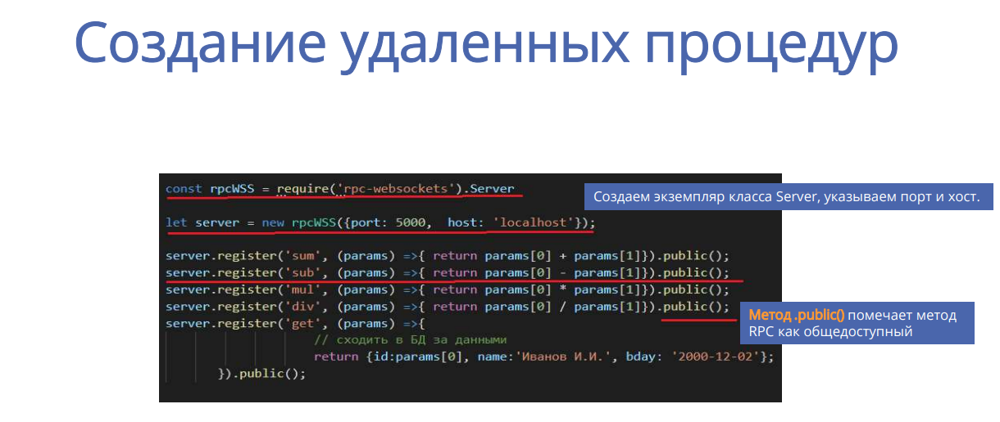 Создание удаленных процедур
const rpcWSS = require('rpc-websockets').Server
Создаем экземпляр класса Server, указываем порт и хост.
let server = new rpcWSS({port: 5000,  host: 'localhost'});
server.register('sum', (params) =>{ return params[0] + params[1]}).public();
server.register('sub', (params) =>{ return params[0] - params[1]}).public();
server.register('mul', (params) =>{ return params[0] * params[1]}).public();
server.register('div', (params) =>{ return params[0] / params[1]}).public();
server.register('get', (params) =>{
// сходить в БД за данными
return {id:params[0], name:'Иванов И.И.', bday: '2000-12-02'};
}).public();
Метод .public() помечает метод
RPC как общедоступный